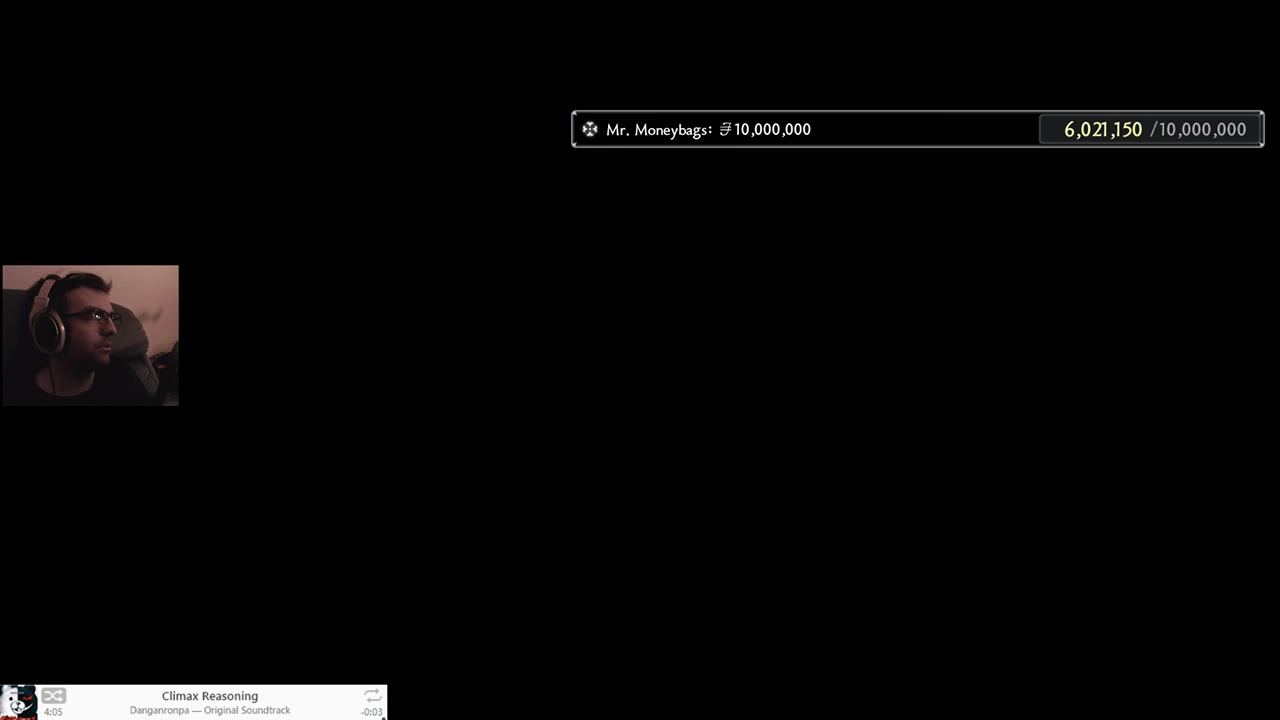 Mr. Moneybags: ₣10,000,000
6,021,150 /10,000,000
Climax Reasoning
4:05
Danganronpa — Original Soundtrack
-0:03